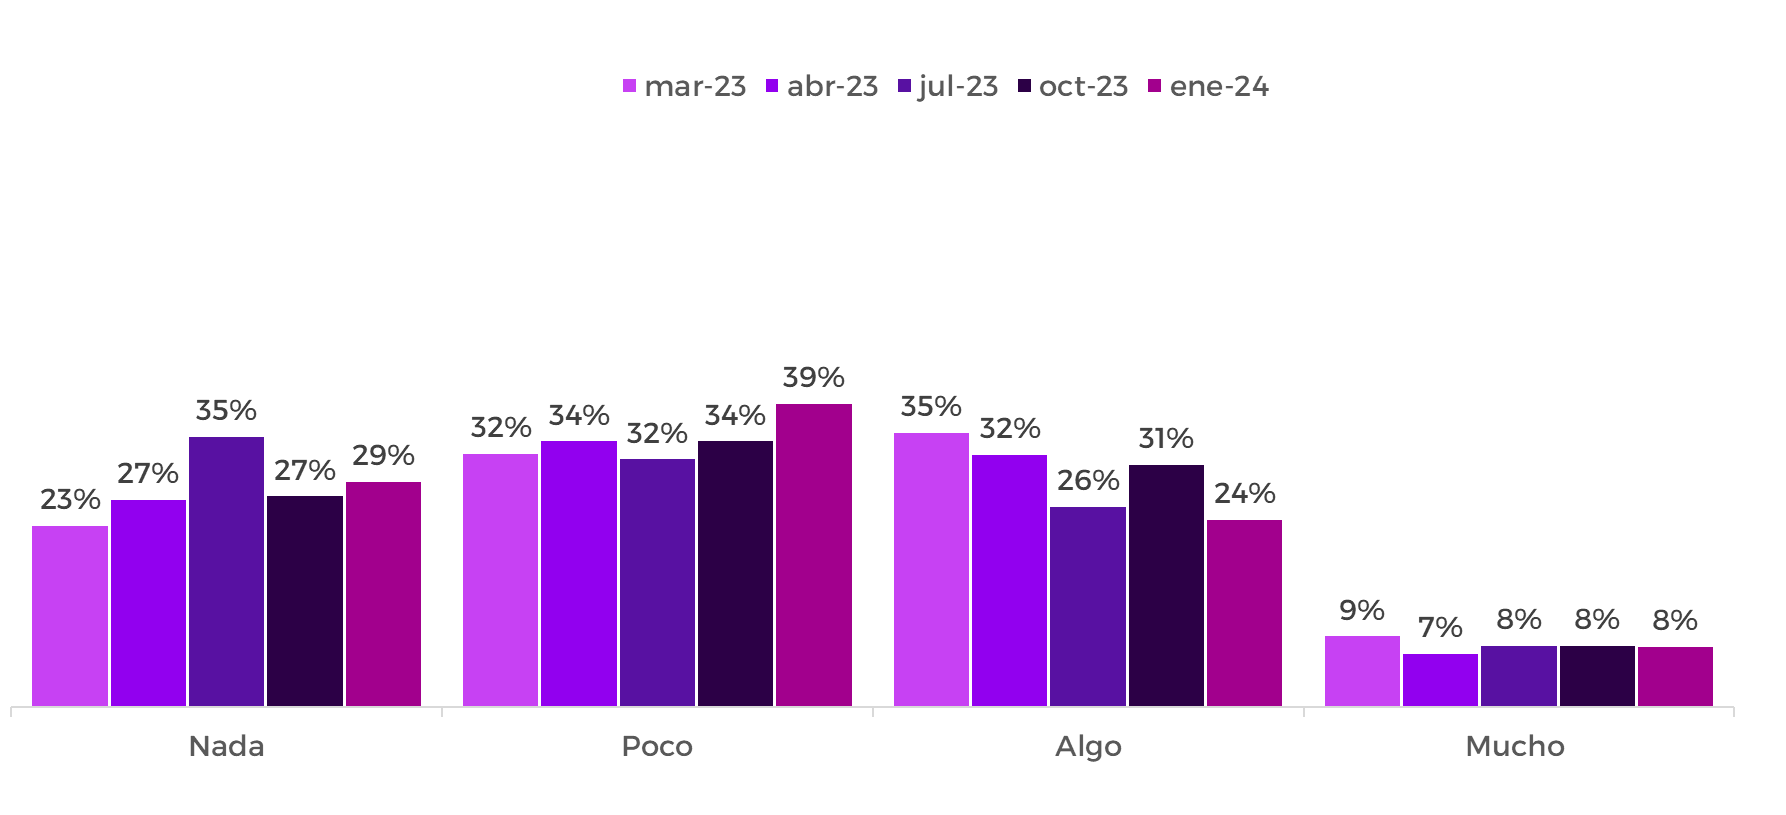 mar-23 abr-23 jul-23 oct-23 ene-24
23% 27% 35% 27% 29%
32% 34% 32% 34% 39%
35% 32% 26% 31% 24%
9% 7% 8% 8% 8%
Nada Poco Algo Mucho